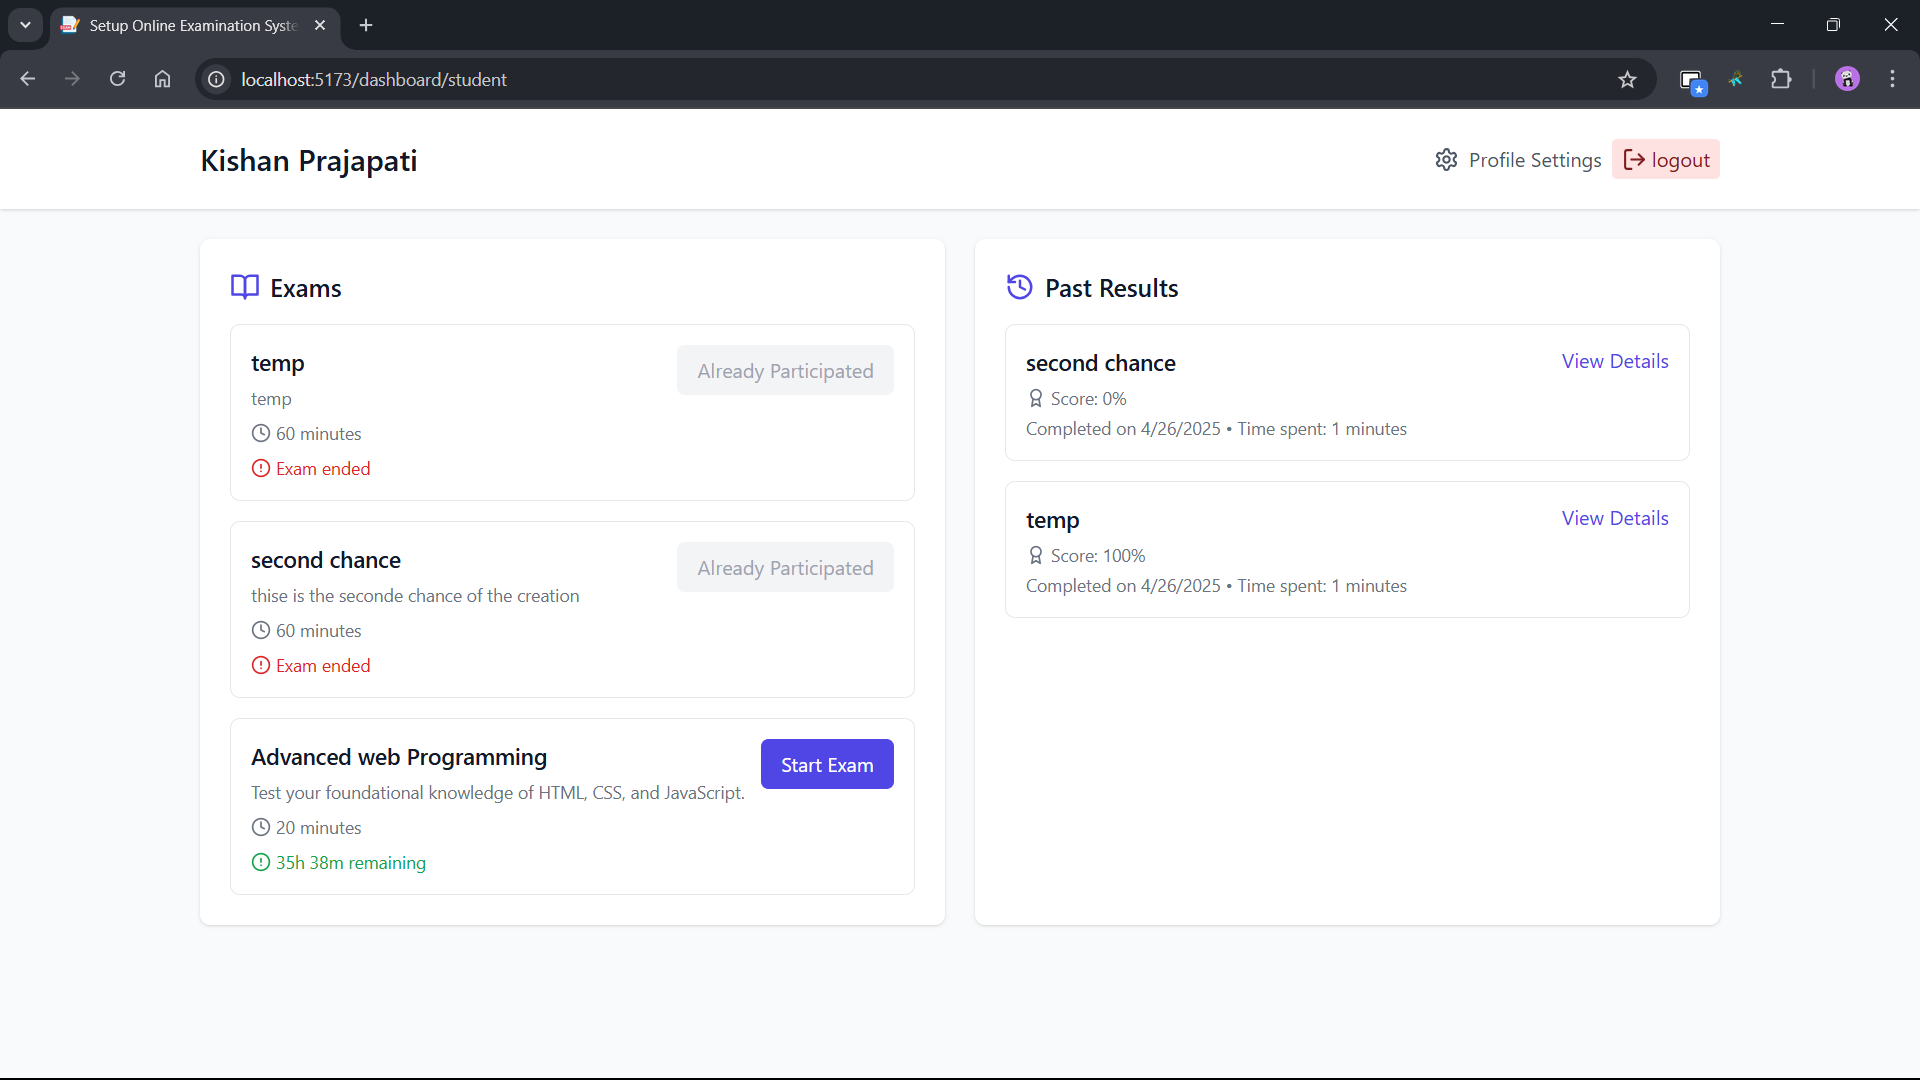 Setup Online Examination Syste
localhost:5173/dashboard/student
Kishan Prajapati
Profile Settings
logout
Exams
temp
Already Participated
temp
60 minutes
Exam ended
second chance
Already Participated
thise is the seconde chance of the creation
60 minutes
Exam ended
Advanced web Programming
Start Exam
Test your foundational knowledge of HTML, CSS, and JavaScript.
20 minutes
35h 38m remaining
Past Results
second chance
View Details
Score: 0%
Completed on 4/26/2025 • Time spent: 1 minutes
temp
View Details
Score: 100%
Completed on 4/26/2025 • Time spent: 1 minutes